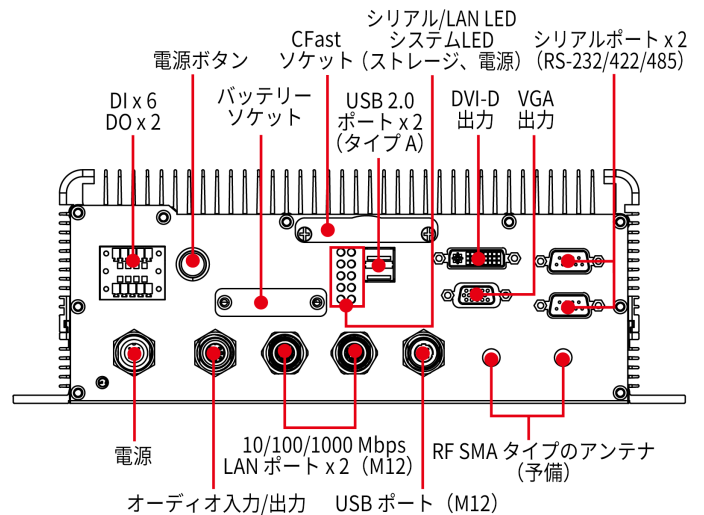 シリアル/LAN LED
システムLED
（ストレージ、電源）
CFast
ソケット
シリアルポート x 2
（RS-232/422/485）
電源ボタン
DI x 6
DO x 2
バッテリー
ソケット
USB 2.0
ポート x 2
（タイプ A）
DVI-D
出力
VGA
出力
電源
10/100/1000 Mbps
LAN ポート x 2（M12）
RF SMA タイプのアンテナ
（予備）
オーディオ入力/出力
USB ポート（M12）